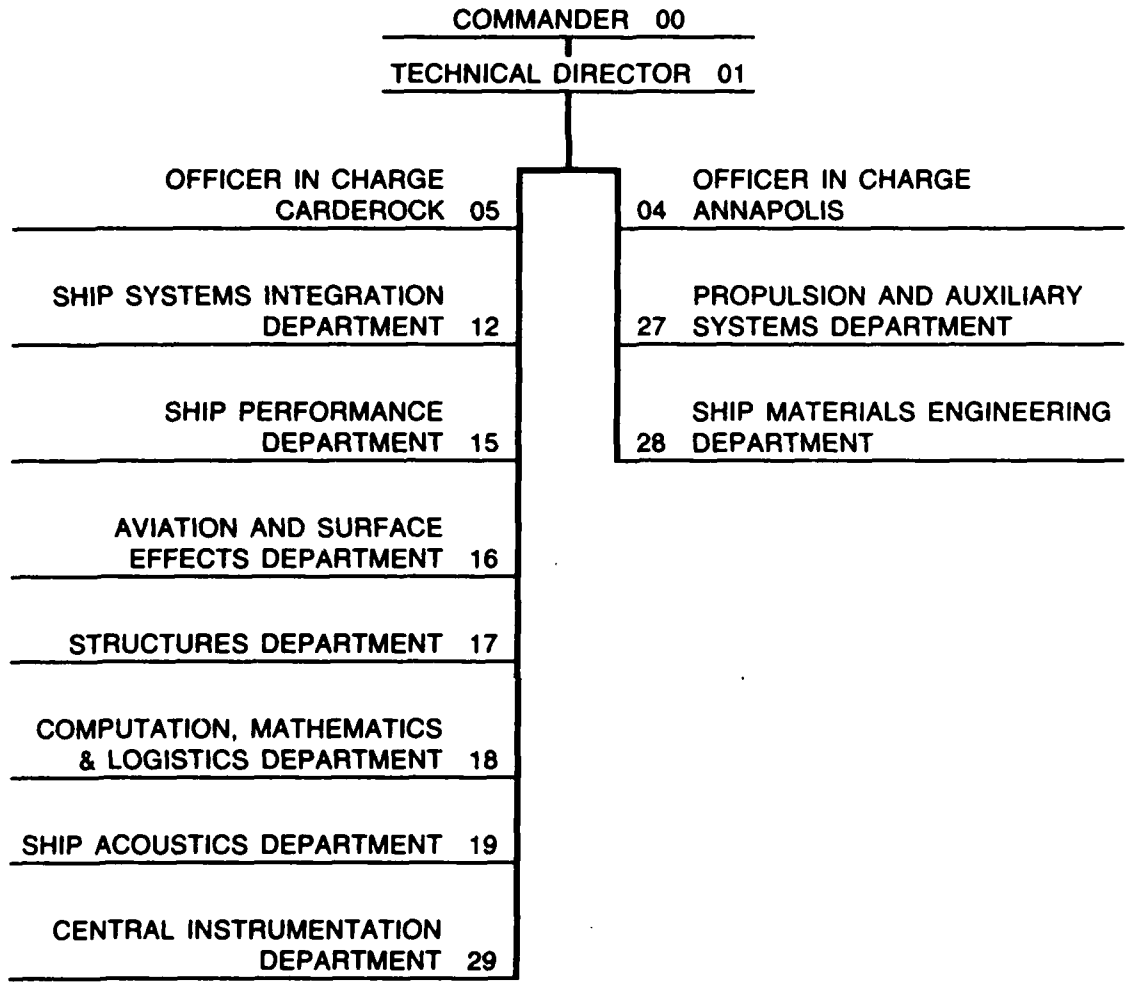 COMMANDER 00
TECHNICAL DIRECTOR 01
OFFICER IN CHARGE
CARDEROCK 05
OFFICER IN CHARGE
04 ANNAPOLIS
SHIP SYSTEMS INTEGRATION
DEPARTMENT 12
PROPULSION AND AUXILIARY
27 SYSTEMS DEPARTMENT
SHIP PERFORMANCE
DEPARTMENT 15
SHIP MATERIALS ENGINEERING
28 DEPARTMENT
AVIATION AND SURFACE
EFFECTS DEPARTMENT 16
STRUCTURES DEPARTMENT 17
COMPUTATION, MATHEMATICS
& LOGISTICS DEPARTMENT 18
SHIP ACOUSTICS DEPARTMENT 19
CENTRAL INSTRUMENTATION
DEPARTMENT 29